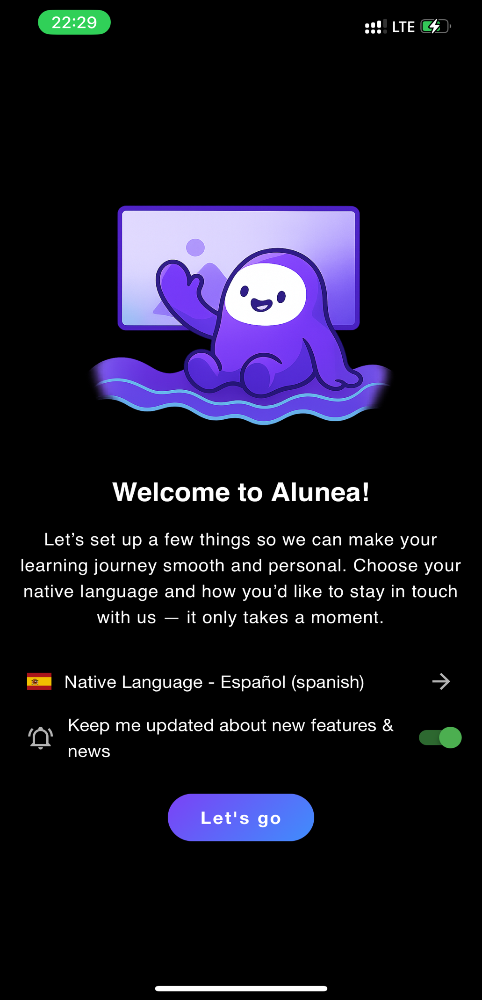 22:29
LTE
Welcome to Alunea!
Let’s set up a few things so we can make your
learning journey smooth and personal. Choose your
native language and how you’d like to stay in touch
with us — it only takes a moment.
Native Language - Español (spanish)
Keep me updated about new features &
news
Let's go